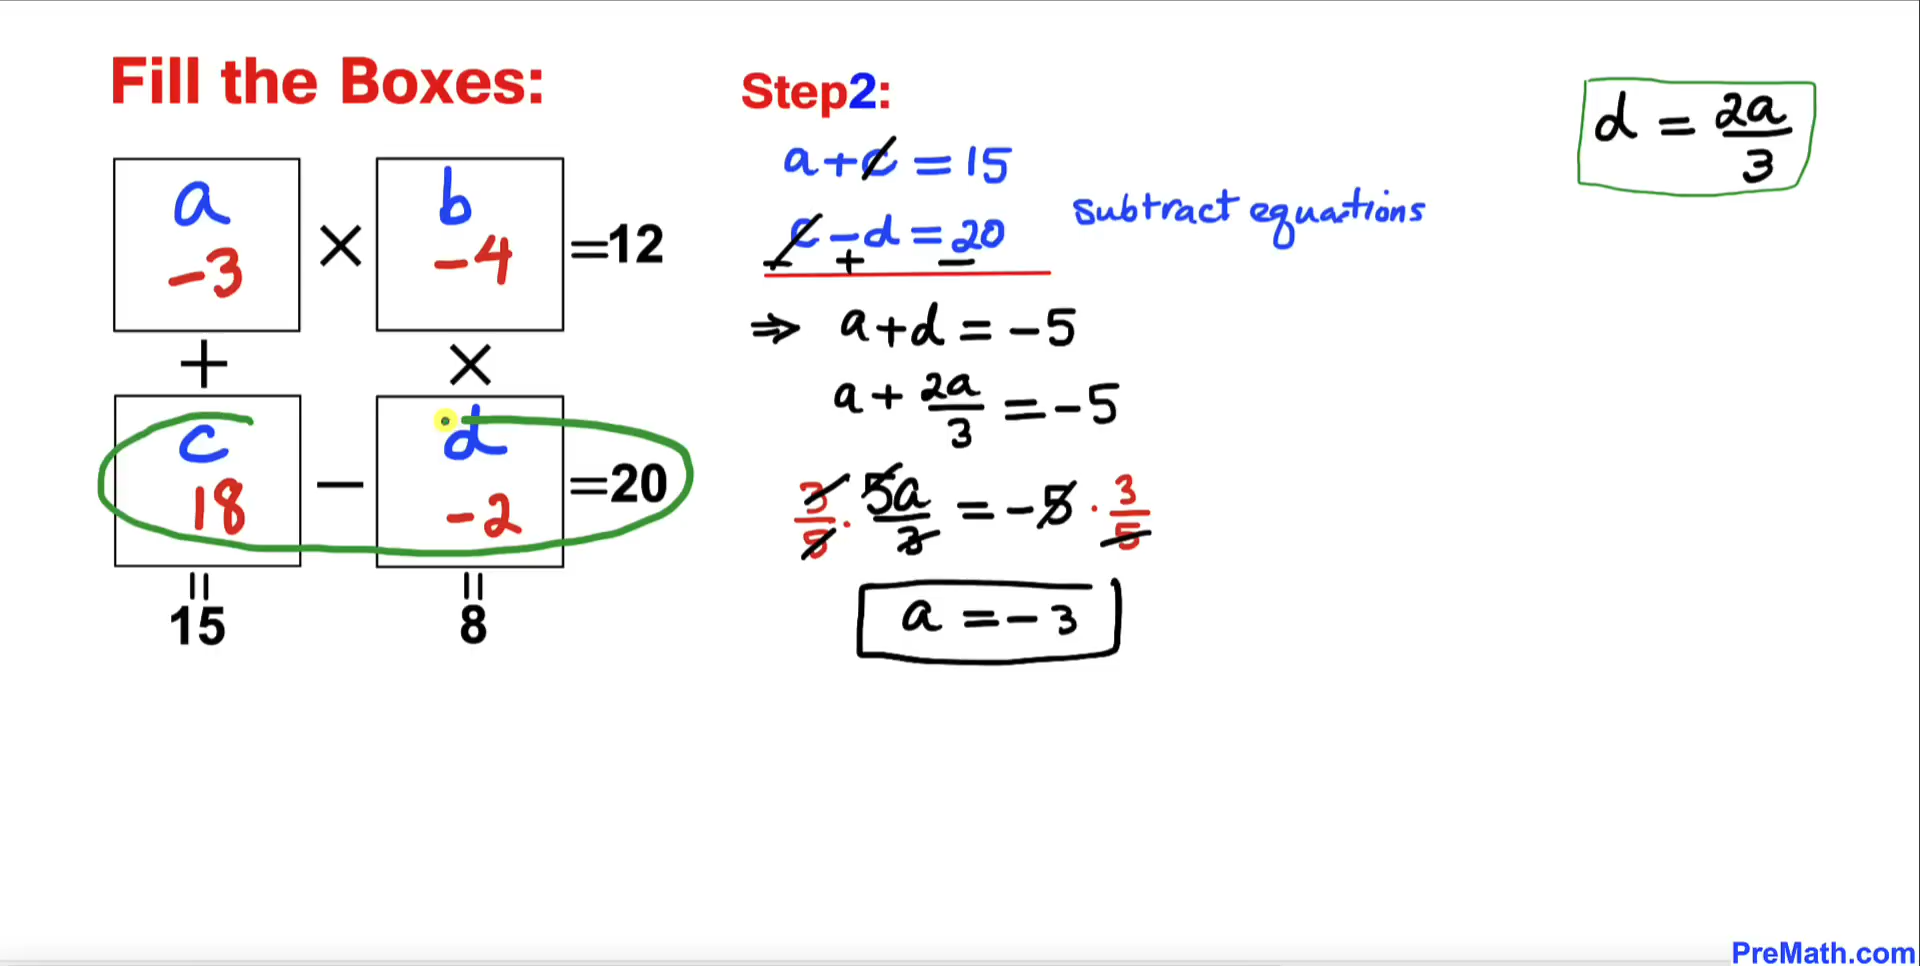 Fill the Boxes:
a × b =12
-3 -4
+ ×
c − d =20
18 -2
= =
15 8
Step2:
a + c = 15
c - d = 20
- + -
subtract equations
⇒ a + d = -5
a + 2a/3 = -5
3/5 · 5a/3 = -5 · 3/5
a = -3
d = 2a/3
PreMath.com